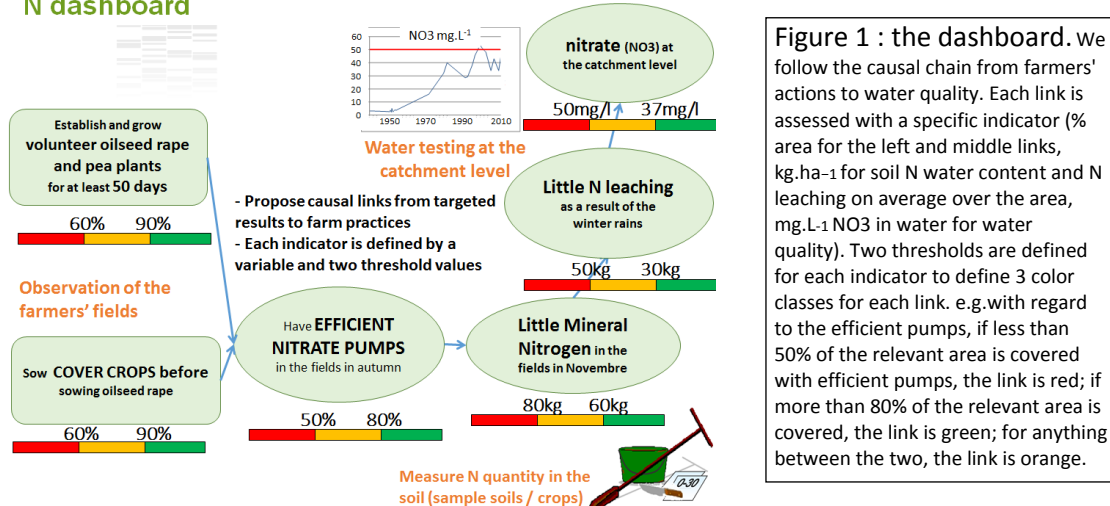 N dashboard
NO3 mg.L-1
60
50
40
30
20
10
0
1950
1970
1990
2010
Water testing at the
catchment level
nitrate (NO3) at
the catchment level
50mg/l 37mg/l
Establish and grow
volunteer oilseed rape
and pea plants
for at least 50 days
60% 90%
- Propose causal links from targeted
results to farm practices
- Each indicator is defined by a
variable and two threshold values
Little N leaching
as a result of the
winter rains
50kg 30kg
Observation of the
farmers' fields
Sow COVER CROPS before
sowing oilseed rape
60% 90%
Have EFFICIENT
NITRATE PUMPS
in the fields in autumn
50% 80%
Little Mineral
Nitrogen in the
fields in Novembre
80kg 60kg
Measure N quantity in the
soil (sample soils / crops)
0-30
Figure 1 : the dashboard. We
follow the causal chain from farmers'
actions to water quality. Each link is
assessed with a specific indicator (%
area for the left and middle links,
kg.ha-1 for soil N water content and N
leaching on average over the area,
mg.L-1 NO3 in water for water
quality). Two thresholds are defined
for each indicator to define 3 color
classes for each link. e.g.with regard
to the efficient pumps, if less than
50% of the relevant area is covered
with efficient pumps, the link is red; if
more than 80% of the relevant area is
covered, the link is green; for anything
between the two, the link is orange.